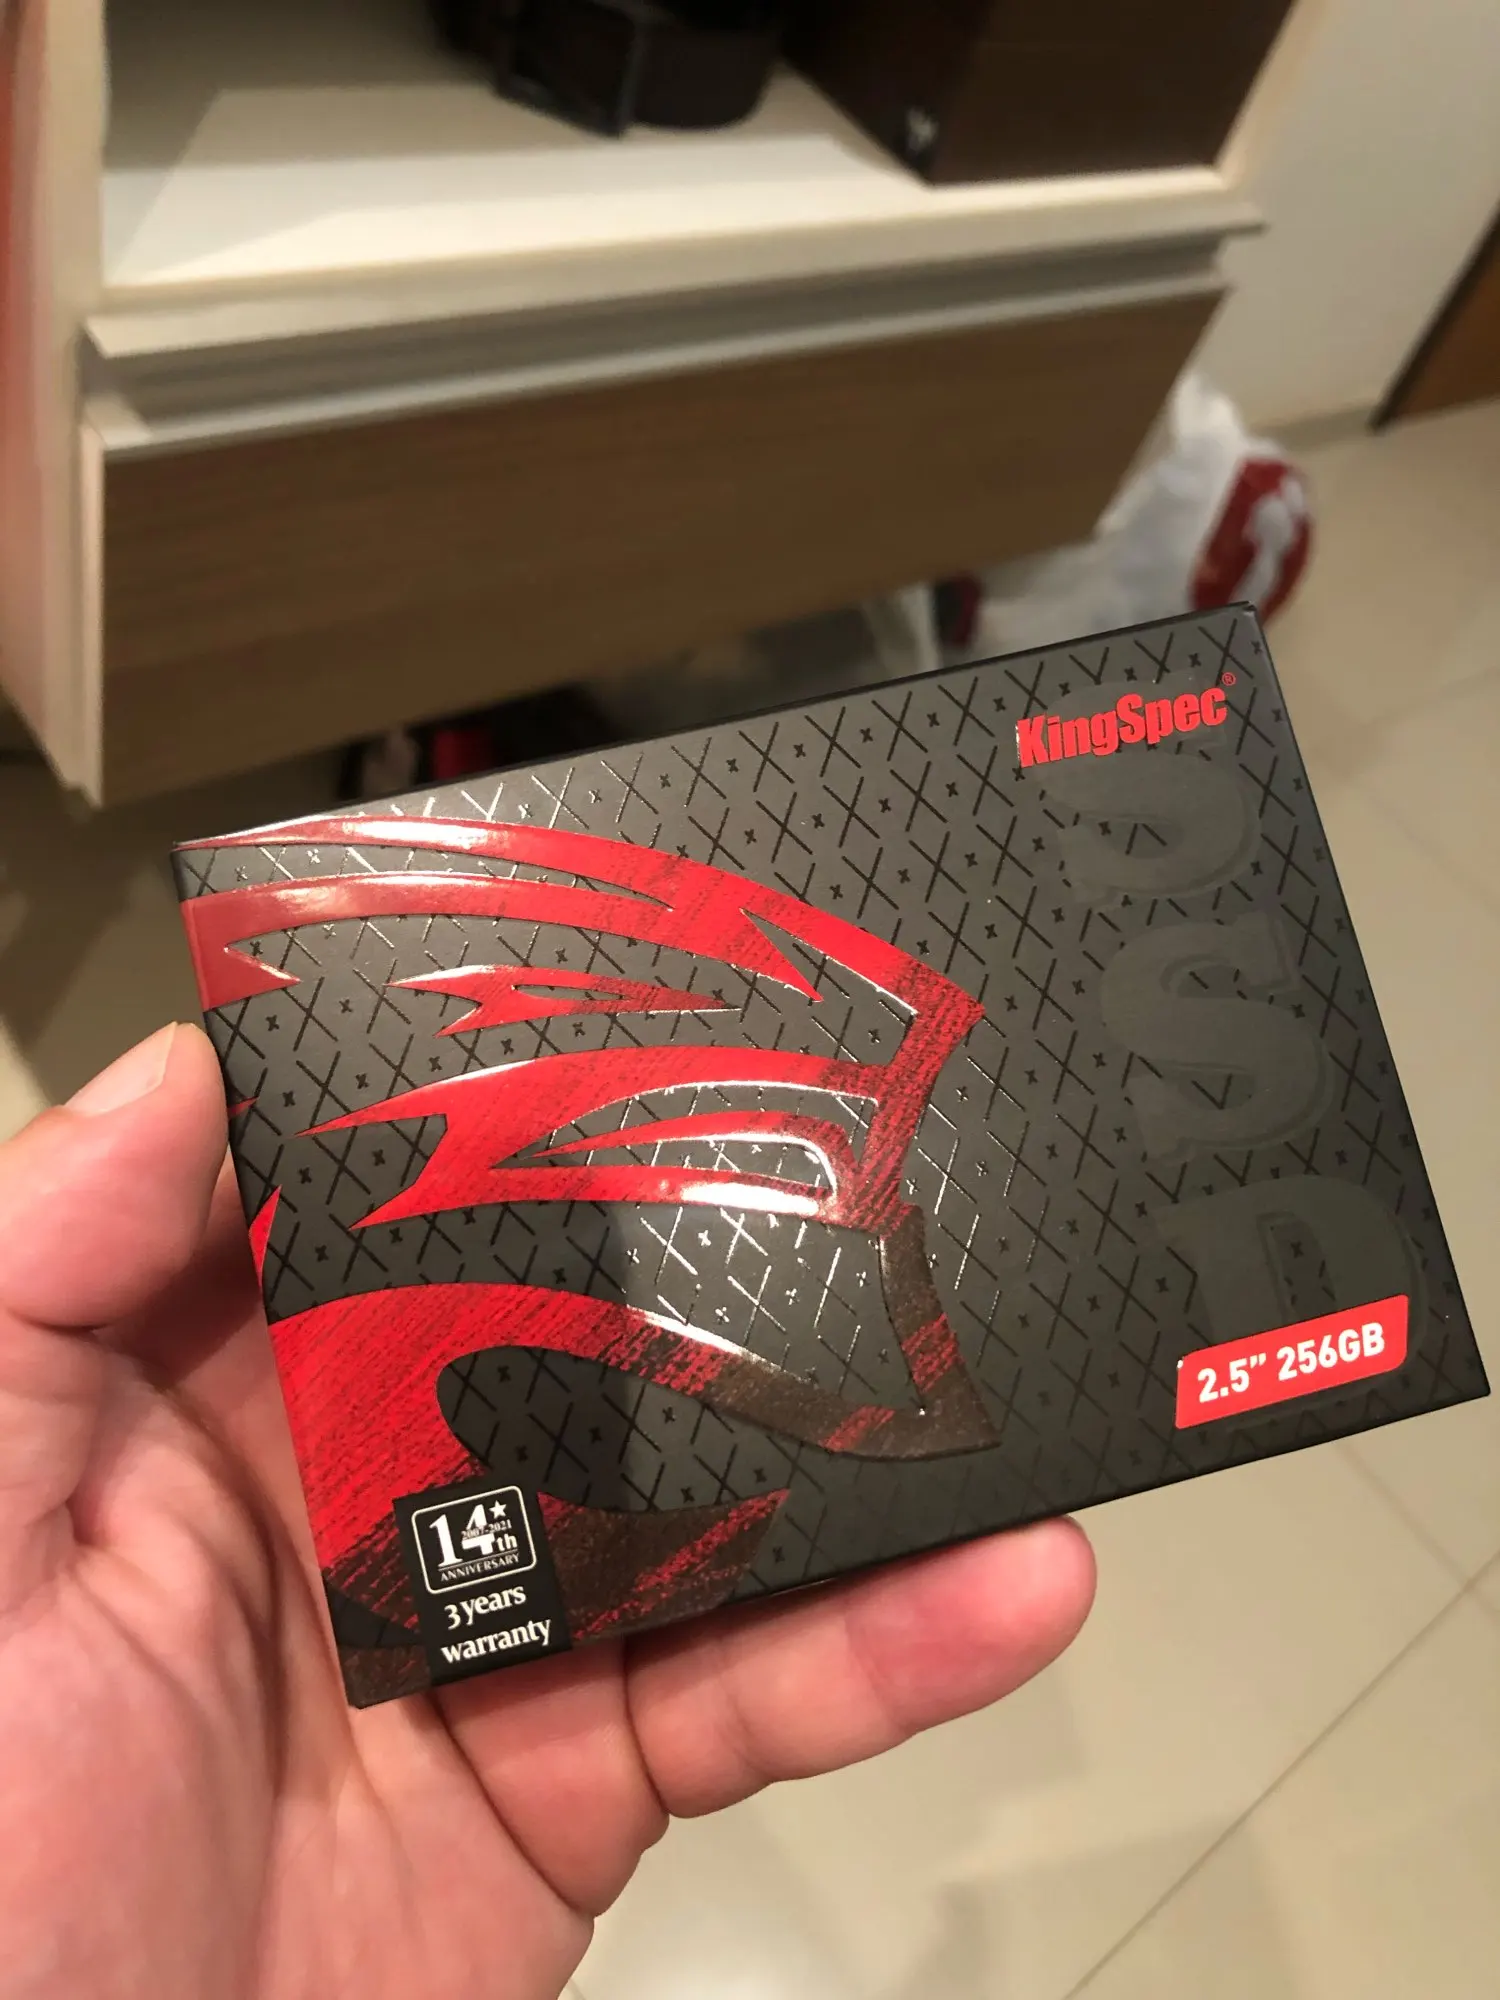 KingSpec®
SSD
2.5” 256GB
14th
2007-2021
ANNIVERSARY
3 years
warranty